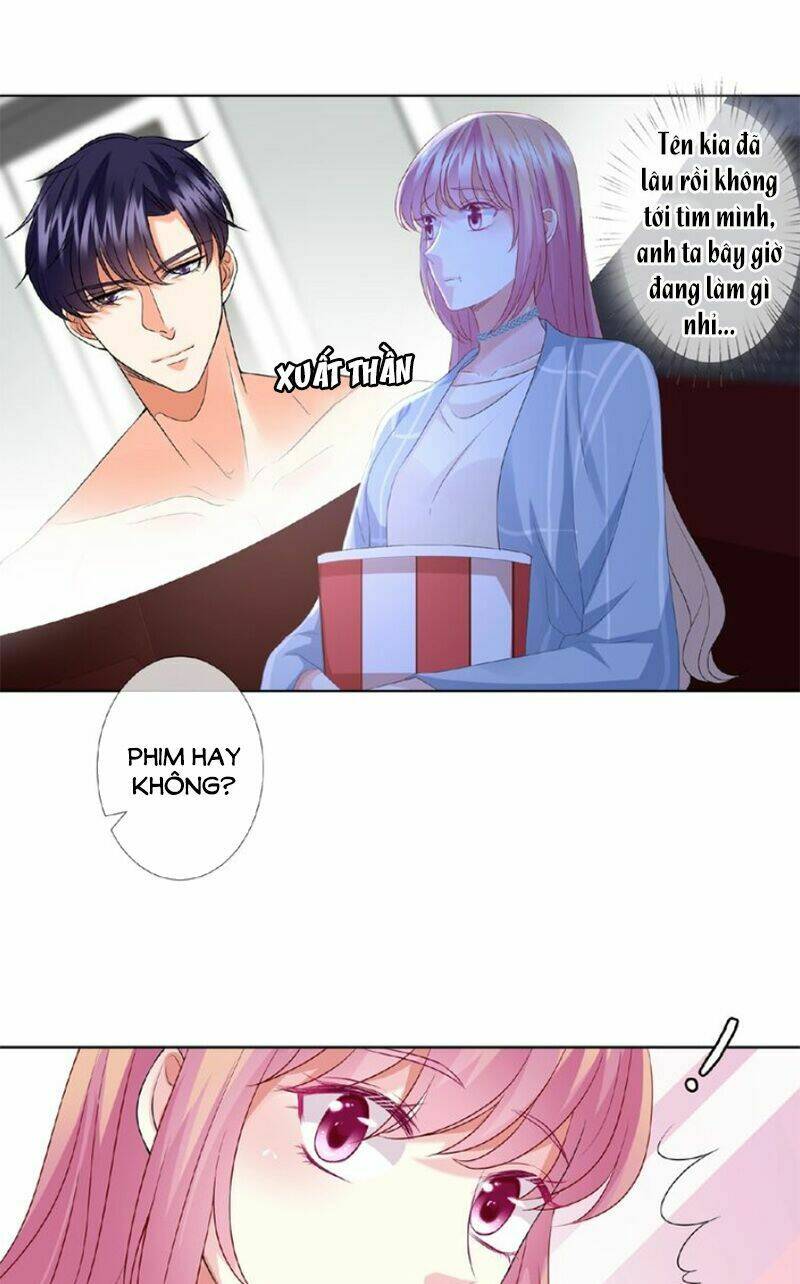 Tên kia đã
lâu rồi không
tới tìm mình,
anh ta bây giờ
đang làm gì
nhỉ...
XUẤT THẦN
PHIM HAY
KHÔNG?
!